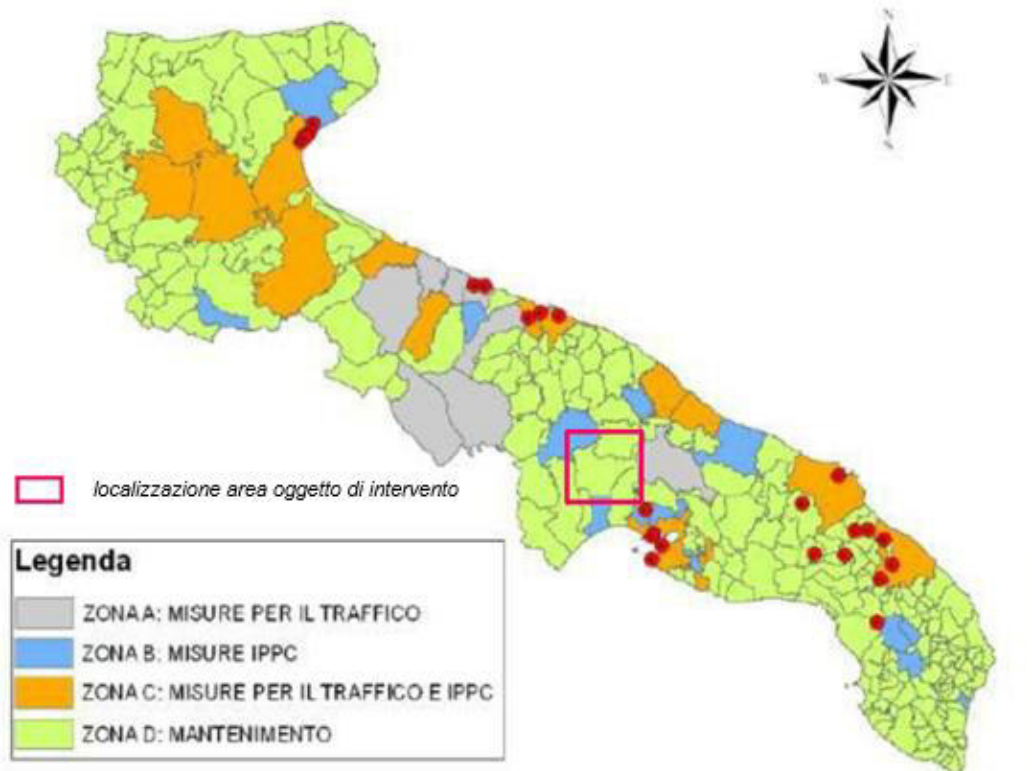 N
W E
S
localizzazione area oggetto di intervento
Legenda
ZONA A: MISURE PER IL TRAFFICO
ZONA B: MISURE IPPC
ZONA C: MISURE PER IL TRAFFICO E IPPC
ZONA D: MANTENIMENTO